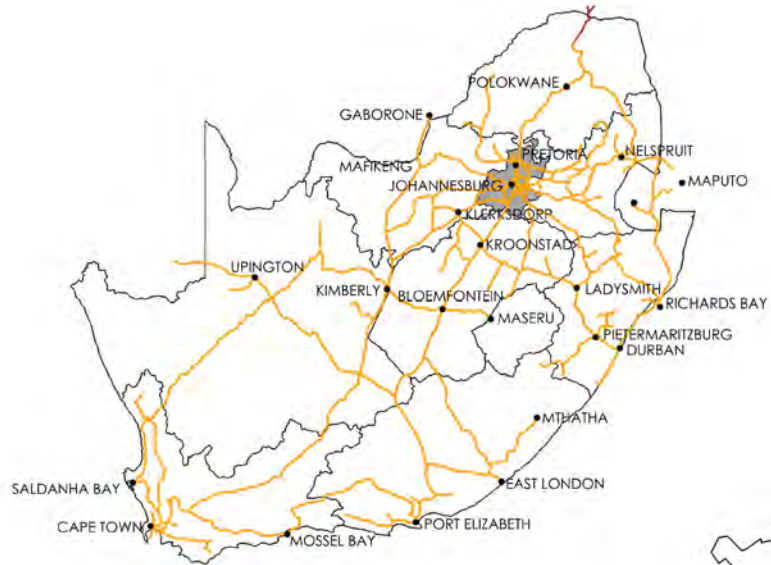 POLOKWANE
GABORONE
PRETORIA
NELSPRUIT
MAFIKENG
JOHANNESBURG
MAPUTO
KLERKSDORP
KROONSTAD
UPINGTON
KIMBERLY
BLOEMFONTEIN
LADYSMITH
RICHARDS BAY
MASERU
PIETERMARITZBURG
DURBAN
MTHATHA
SALDANHA BAY
EAST LONDON
CAPE TOWN
PORT ELIZABETH
MOSSEL BAY